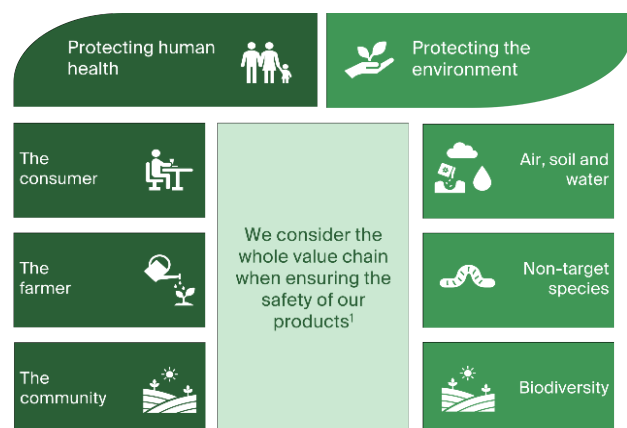 Protecting human
health
Protecting the
environment
The
consumer
The
farmer
The
community
We consider the
whole value chain
when ensuring the
safety of our
products¹
Air, soil and
water
Non-target
species
Biodiversity